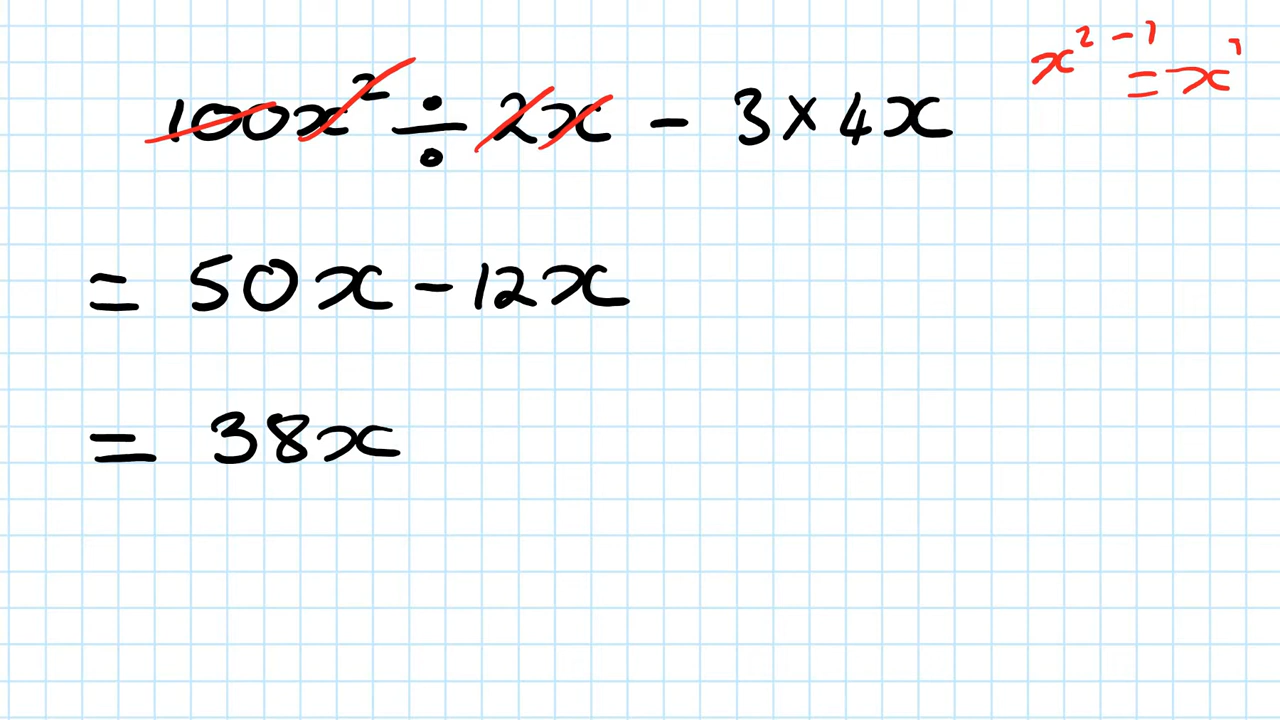 100x² ÷ 2x - 3 × 4x
x²⁻¹ = x¹
= 50x - 12x
= 38x